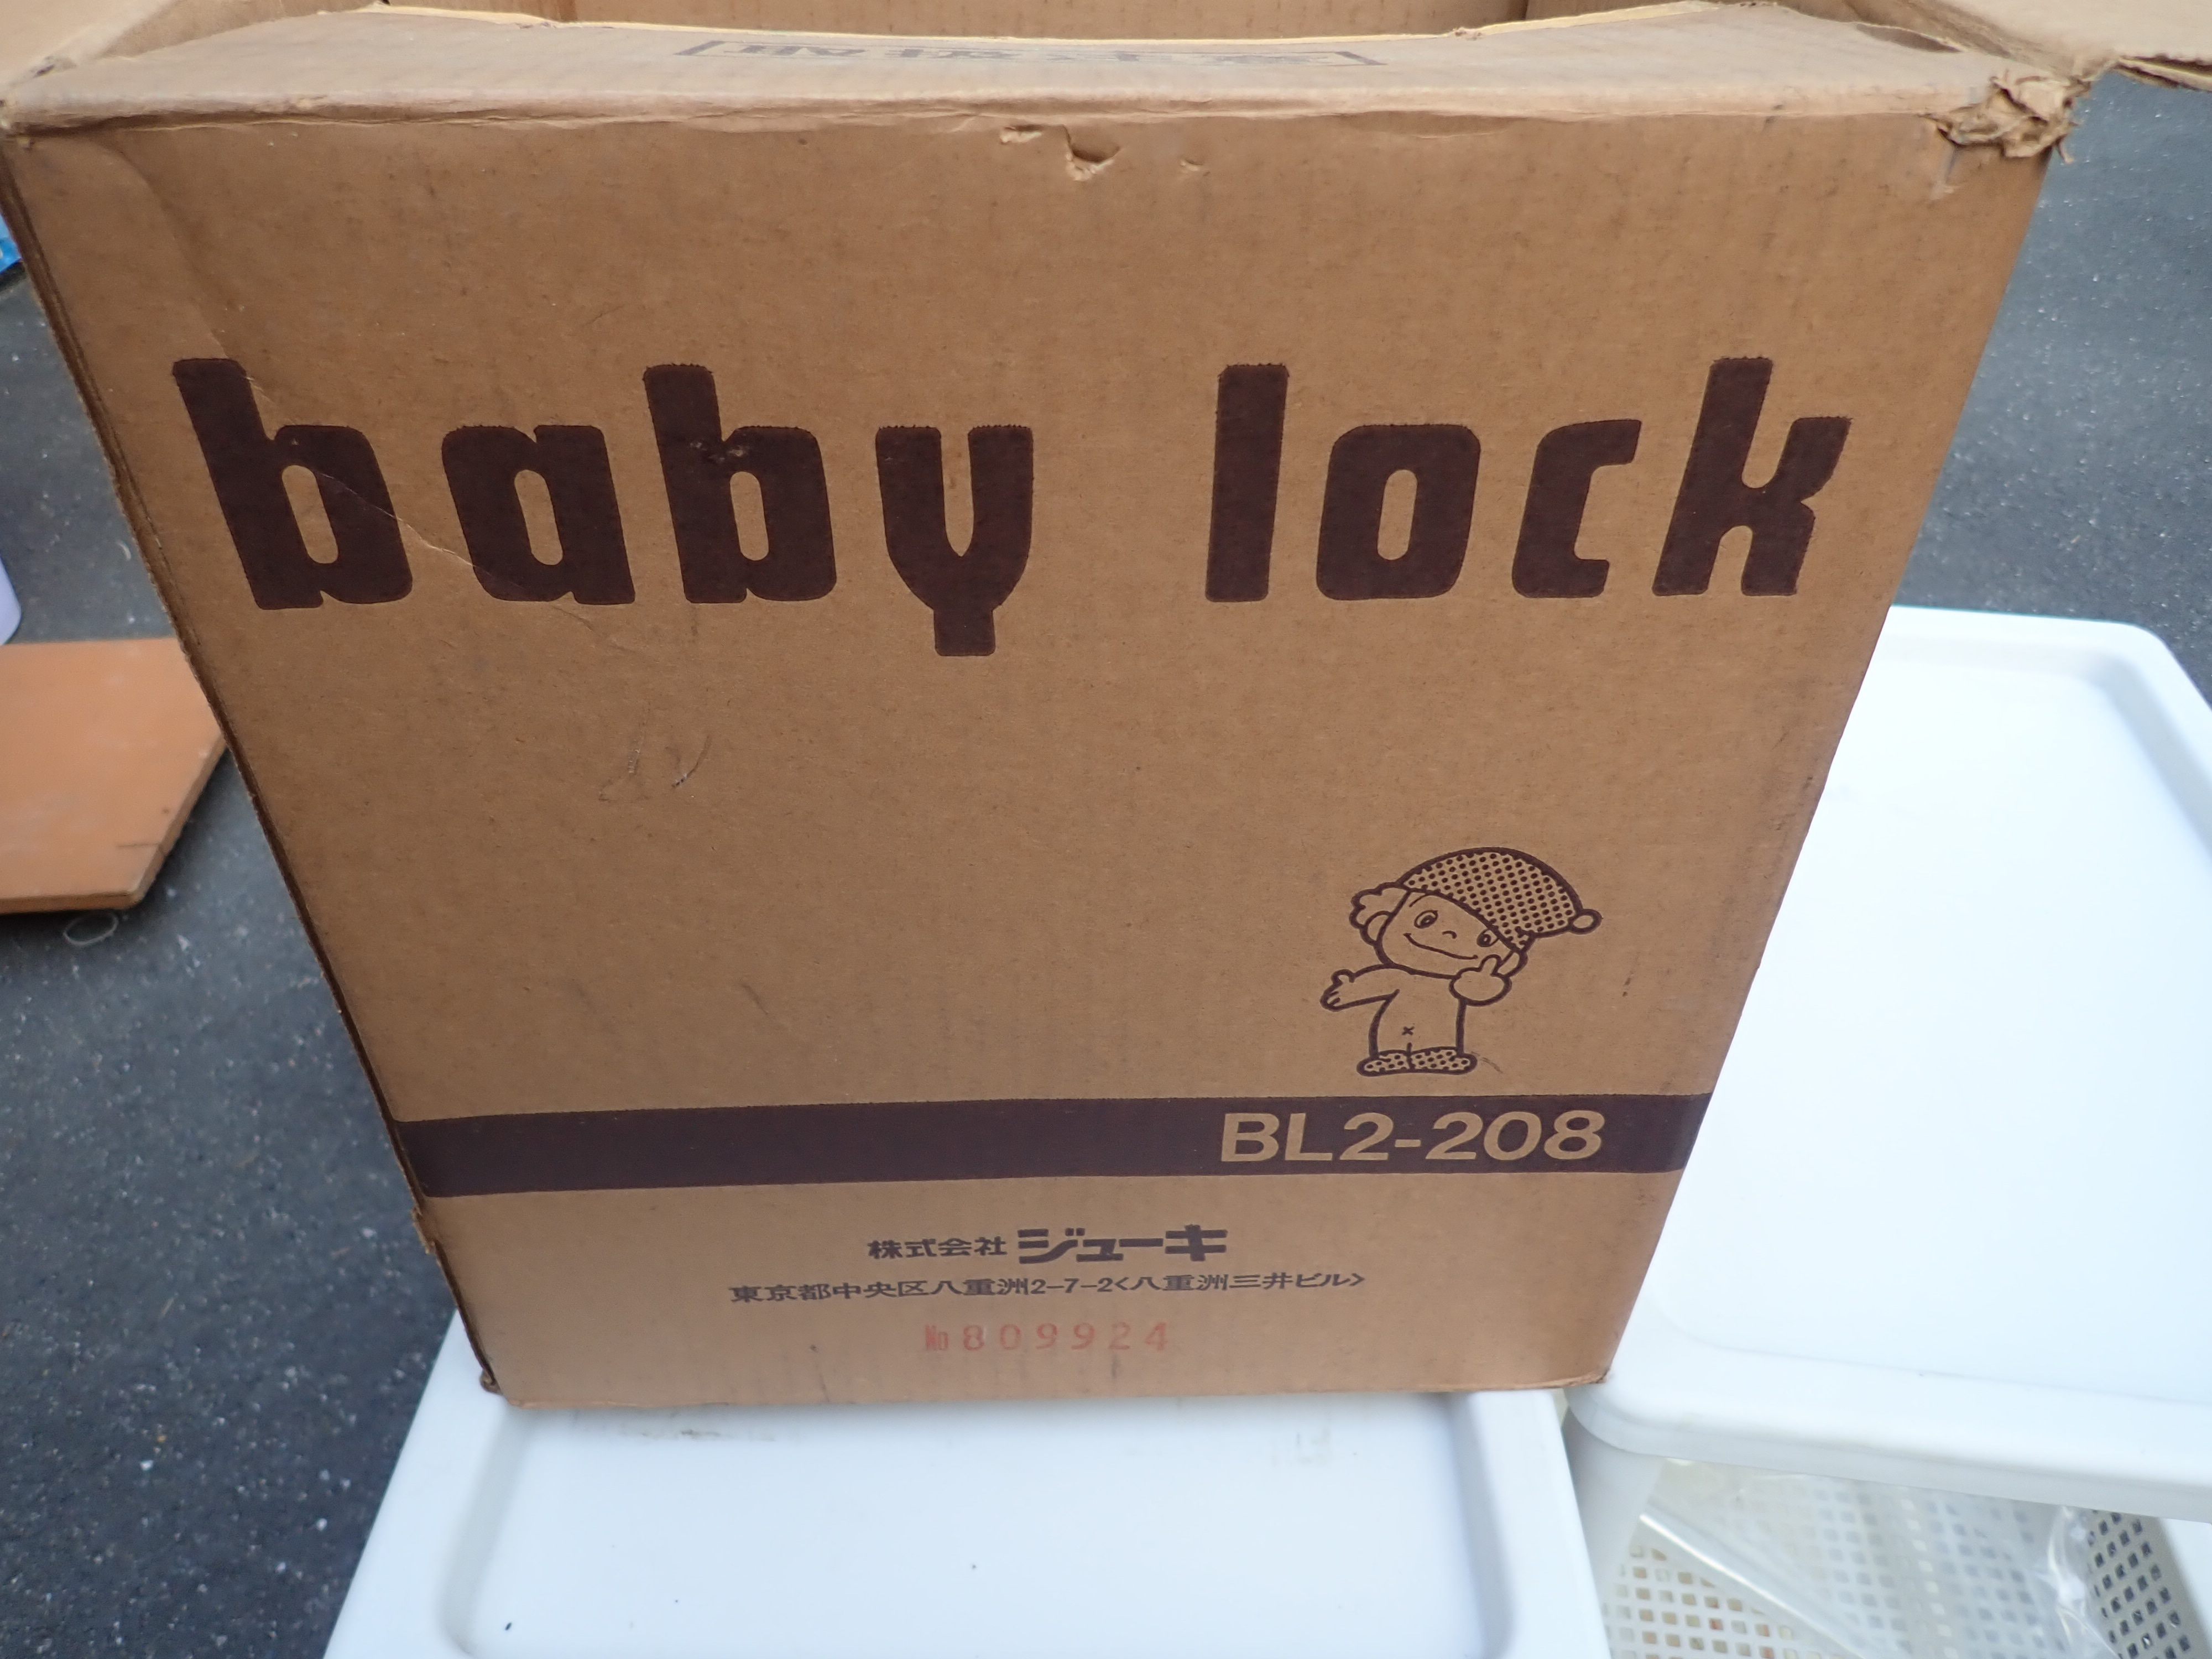 baby lock
BL2-208
株式会社 ジューキ
東京都中央区八重洲2-7-2<八重洲三井ビル>
№809924